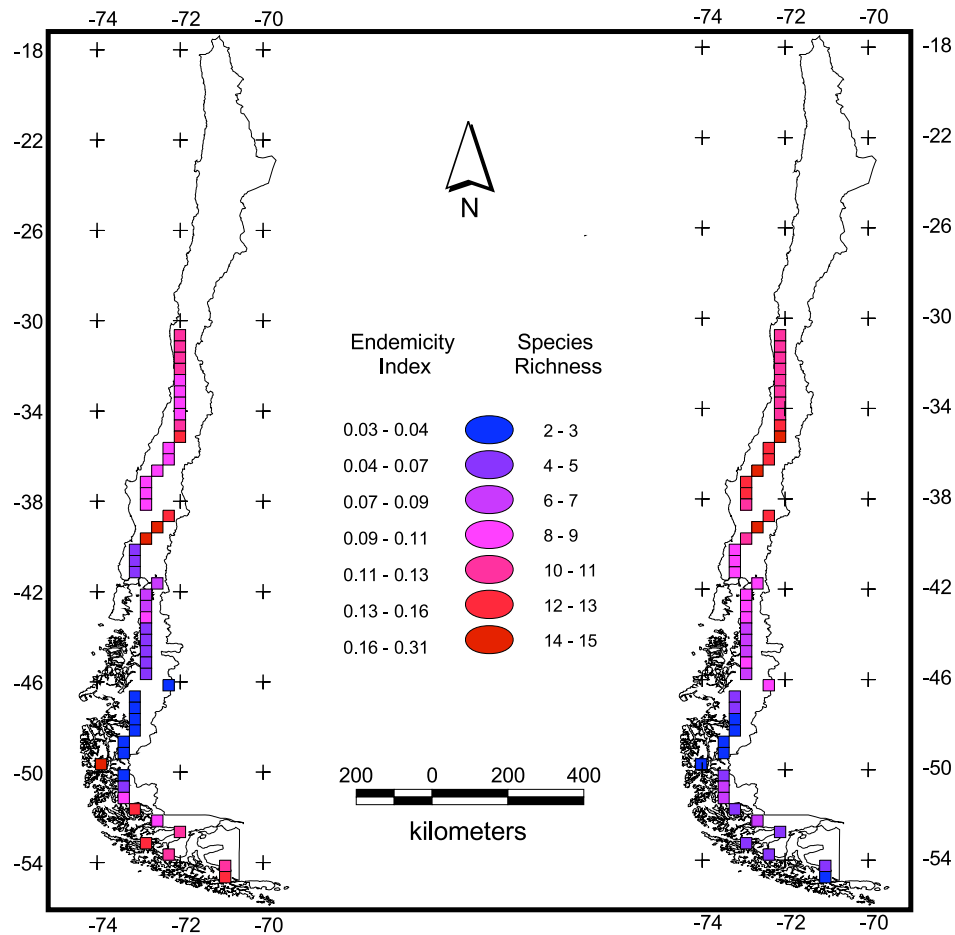 -74 -72 -70 -74 -72 -70
-18 -18
-22 -22
-26 -26
-30 -30
-34 -34
-38 -38
-42 -42
-46 -46
-50 -50
-54 -54
N
Endemicity Species
Index Richness
0.03 - 0.04 2 - 3
0.04 - 0.07 4 - 5
0.07 - 0.09 6 - 7
0.09 - 0.11 8 - 9
0.11 - 0.13 10 - 11
0.13 - 0.16 12 - 13
0.16 - 0.31 14 - 15
200 0 200 400
kilometers
-74 -72 -70 -74 -72 -70